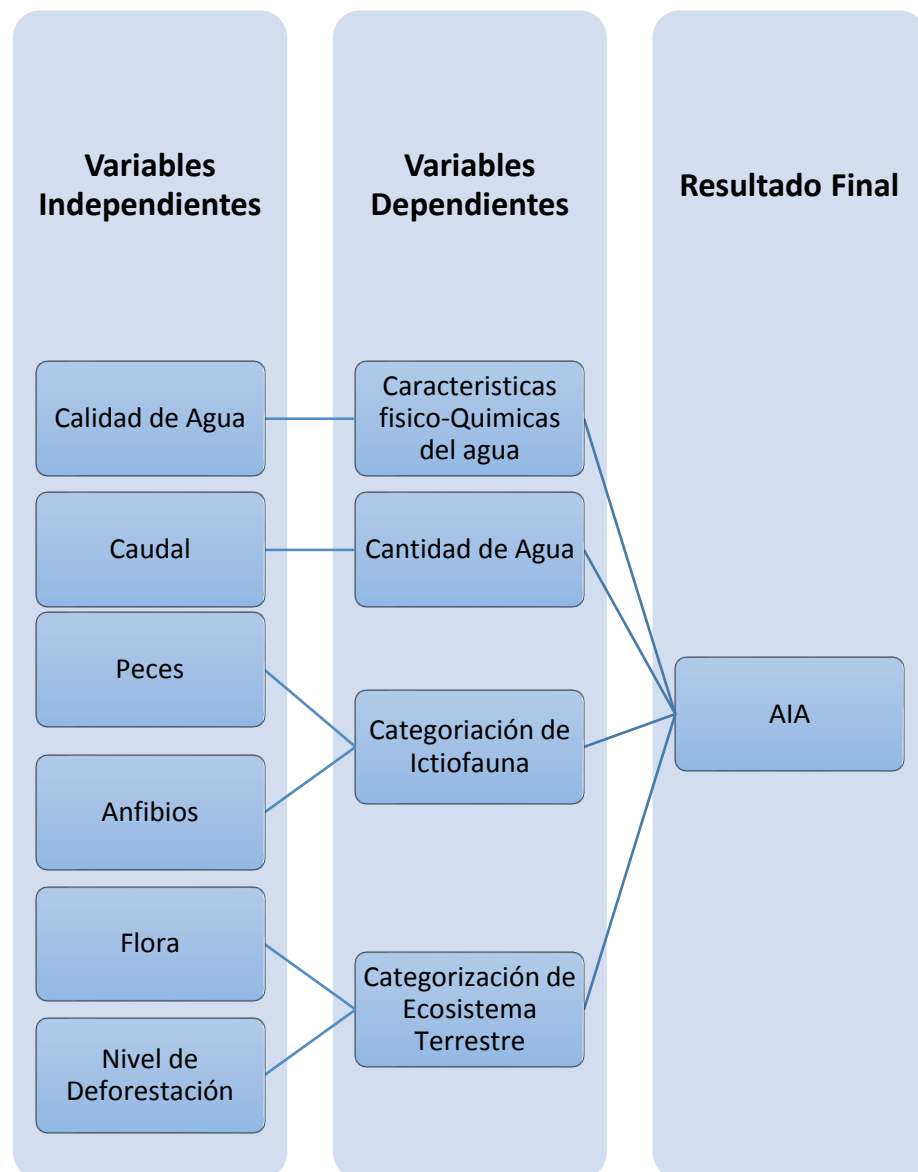 Variables
Independientes
Variables
Dependientes
Resultado Final
Calidad de Agua
Caracteristicas
fisico-Quimicas
del agua
Caudal
Cantidad de Agua
Peces
Categoriación de
Ictiofauna
AIA
Anfibios
Flora
Categorización de
Ecosistema
Terrestre
Nivel de
Deforestación